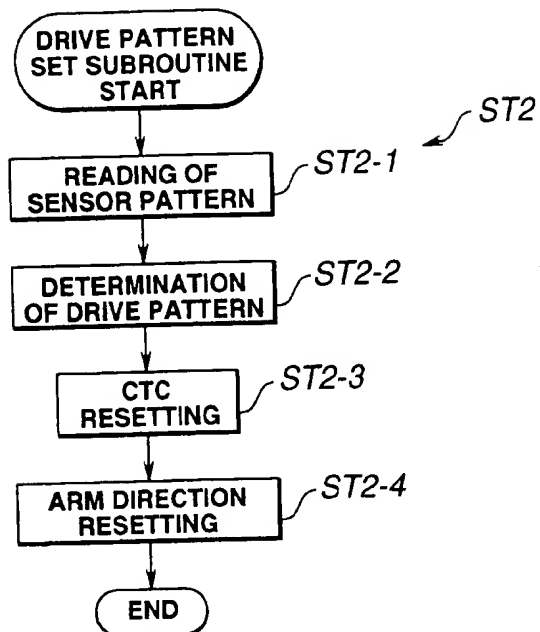 DRIVE PATTERN
SET SUBROUTINE
START
ST2
READING OF
SENSOR PATTERN
ST2-1
DETERMINATION
OF DRIVE PATTERN
ST2-2
CTC
RESETTING
ST2-3
ARM DIRECTION
RESETTING
ST2-4
END